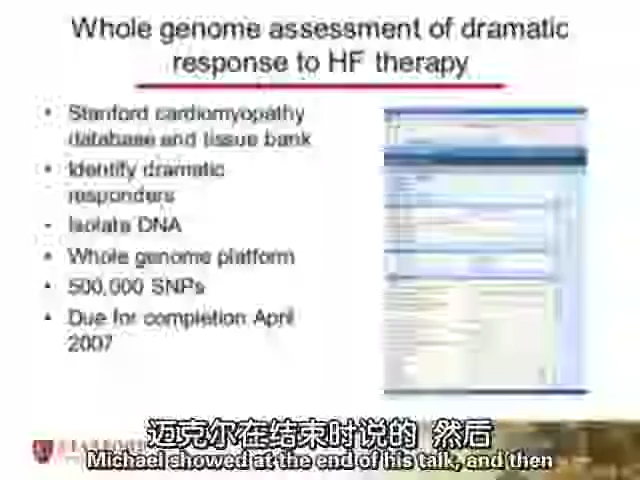 Whole genome assessment of dramatic
response to HF therapy
• Stanford cardiomyopathy
database and tissue bank
• Identify dramatic
responders
• Isolate DNA
• Whole genome platform
• 500,000 SNPs
• Due for completion April
2007
迈克尔在结束时说的 然后
Michael showed at the end of his talk, and then